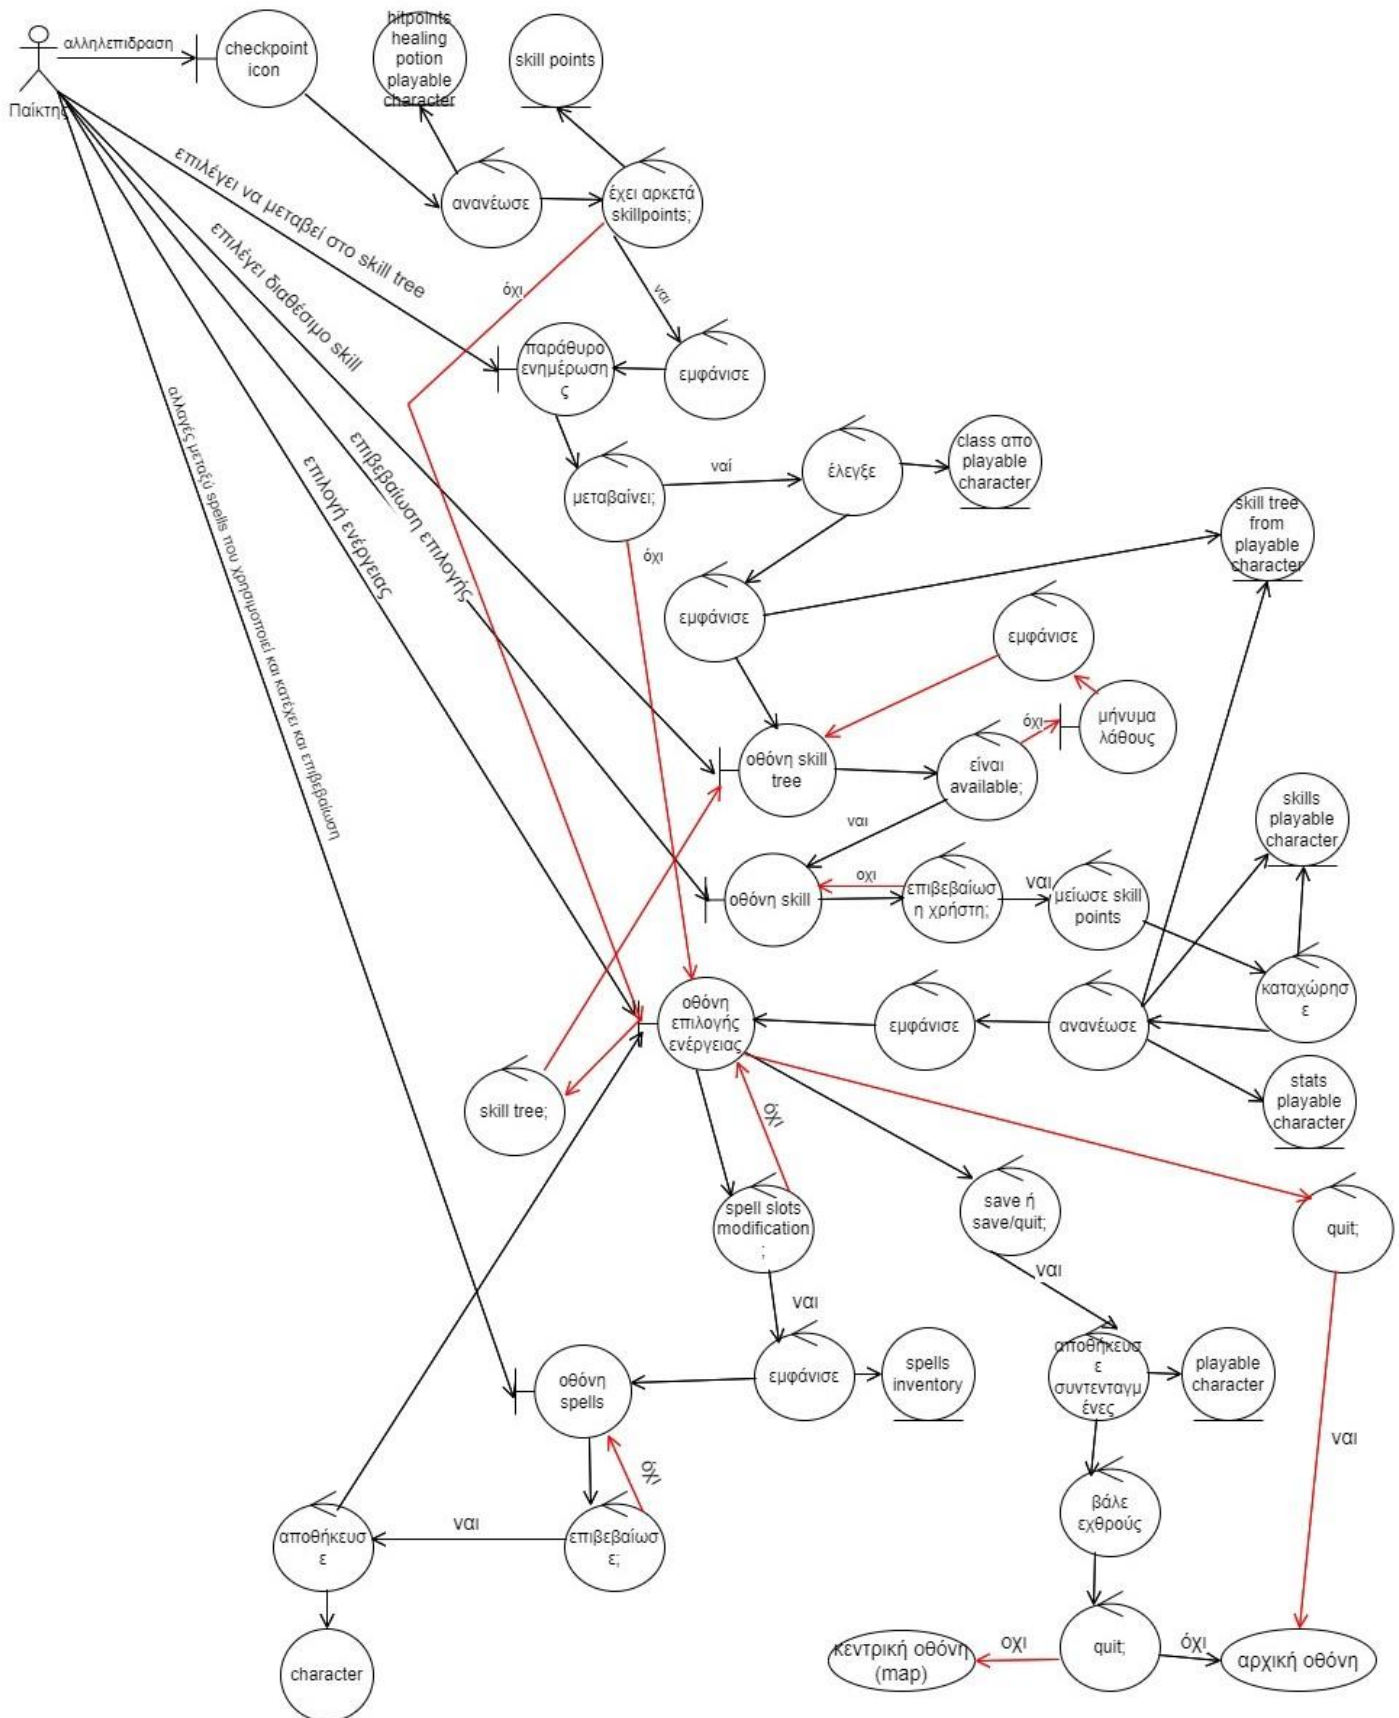 αλληλεπιδραση
checkpoint
icon
hitpoints
healing
potion
playable
character
skill points
Παίκτης
ανανέωσε
έχει αρκετά
skillpoints;
επιλέγει να μεταβεί στο skill tree
επιλέγει διαθέσιμο skill
όχι
ναι
παράθυρο
ενημέρωση
ς
εμφάνισε
αλλαγές μεταξύ spells που χρησιμοποιεί και κατέχει και επιβεβαίωση
επιλογή ενέργειας
επιβεβαίωση επιλογής
μεταβαίνει;
ναί
έλεγξε
class απο
playable
character
όχι
skill tree
from
playable
character
εμφάνισε
εμφάνισε
οθόνη skill
tree
είναι
available;
όχι
μήνυμα
λάθους
ναι
skills
playable
character
οθόνη skill
οχι
επιβεβαίωσ
η χρήστη;
ναι
μείωσε skill
points
οθόνη
επιλογής
ενέργειας
εμφάνισε
ανανέωσε
καταχώρησ
ε
skill tree;
όχι
stats
playable
character
spell slots
modification
;
save ή
save/quit;
quit;
ναι
ναι
οθόνη
spells
εμφάνισε
spells
inventory
αποθήκευσ
ε
συντενταγμ
ένες
playable
character
ναι
όχι
βάλε
εχθρούς
αποθήκευσ
ε
ναι
επιβεβαίωσ
ε;
character
κεντρική οθόνη
(map)
οχι
quit;
όχι
αρχική οθόνη